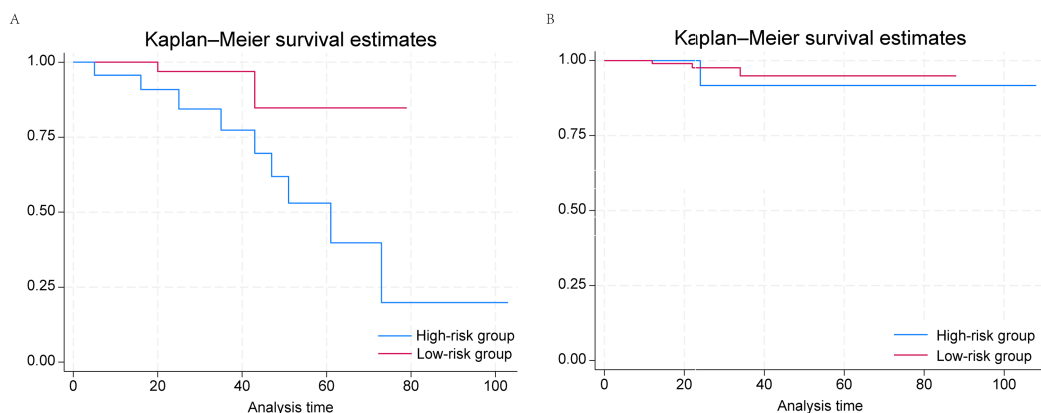 A
Kaplan–Meier survival estimates
1.00
0.75
0.50
0.25
0.00
High-risk group
Low-risk group
0 20 40 60 80 100
Analysis time
B
Kaplan–Meier survival estimates
1.00
0.75
0.50
0.25
0.00
High-risk group
Low-risk group
0 20 40 60 80 100
Analysis time